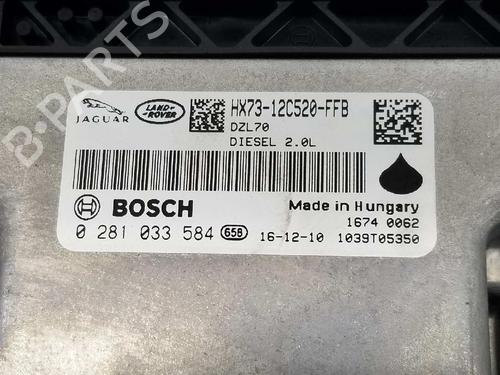 B-PARTS
JAGUAR
LAND-
ROVER
HX73-12C520-FFB
DZL70
DIESEL 2.0L
BOSCH
Made in Hungary
1674 0062
0 281 033 584 65B 16-12-10 1039T05350